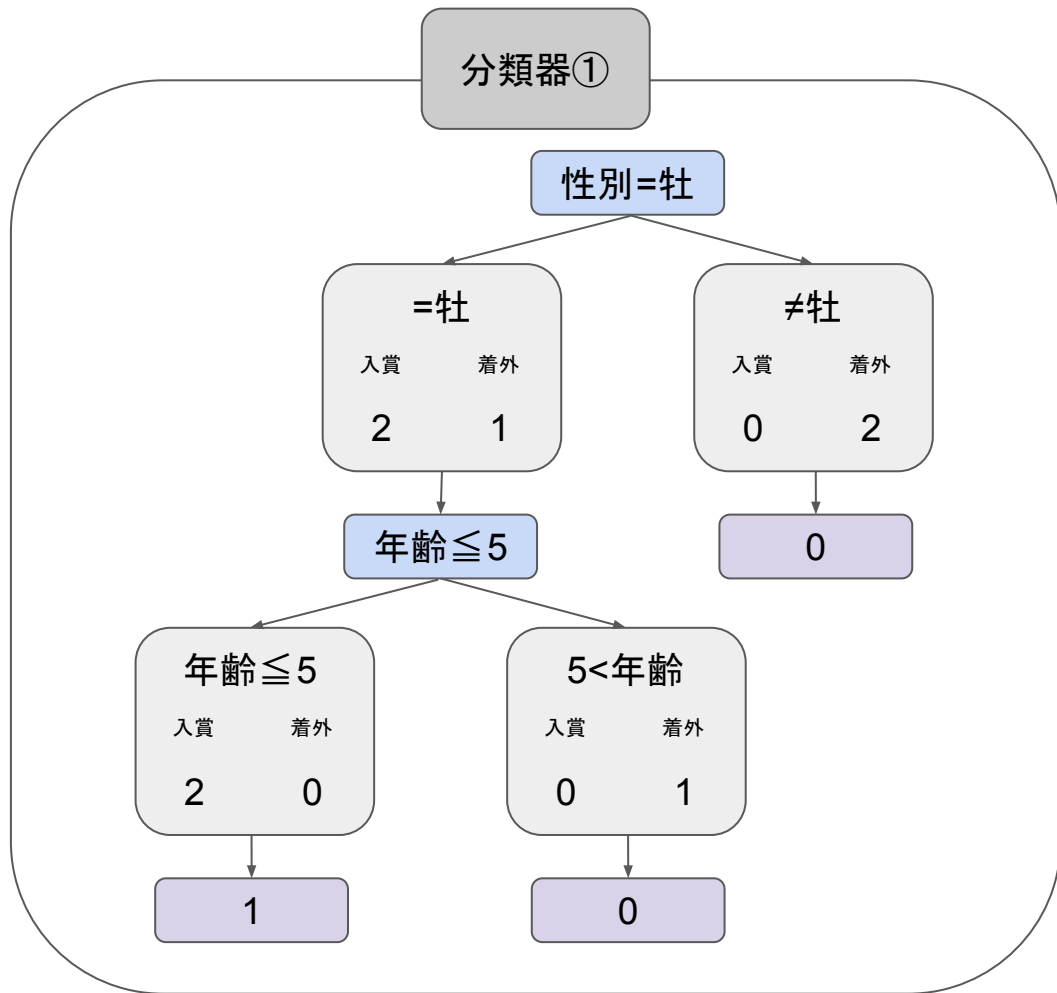 分類器①
性別=牡
=牡
入賞 着外
2 1
≠牡
入賞 着外
0 2
年齢≦5
0
年齢≦5
入賞 着外
2 0
5<年齢
入賞 着外
0 1
1
0